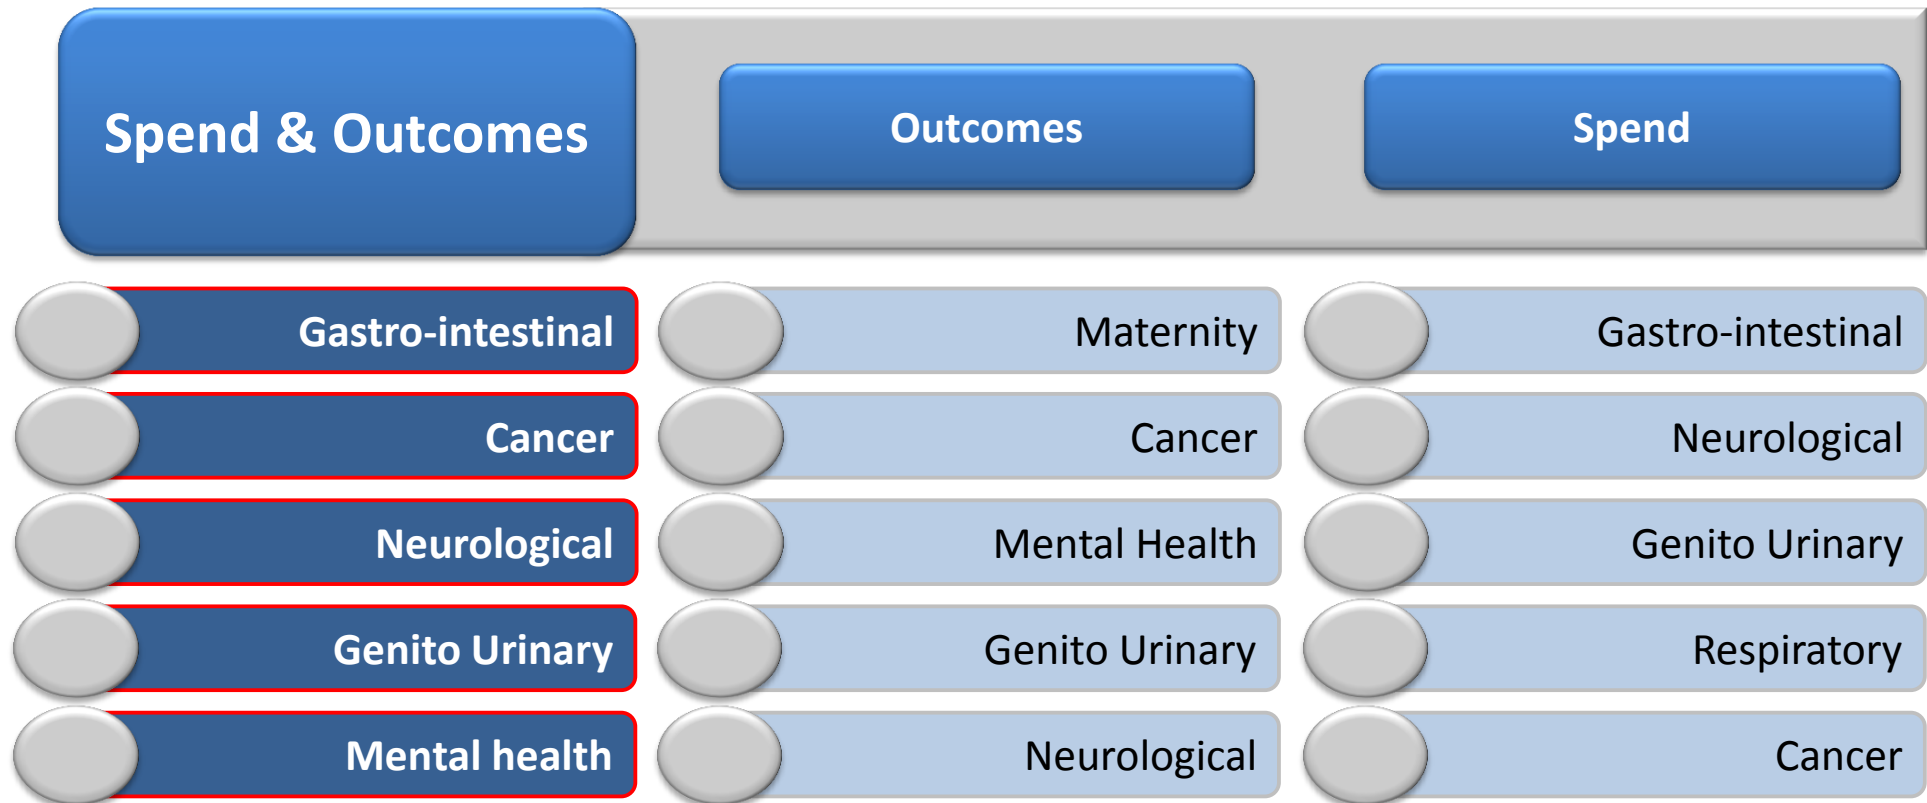 Spend & Outcomes
Outcomes
Spend
Gastro-intestinal
Maternity
Gastro-intestinal
Cancer
Cancer
Neurological
Neurological
Mental Health
Genito Urinary
Genito Urinary
Genito Urinary
Respiratory
Mental health
Neurological
Cancer